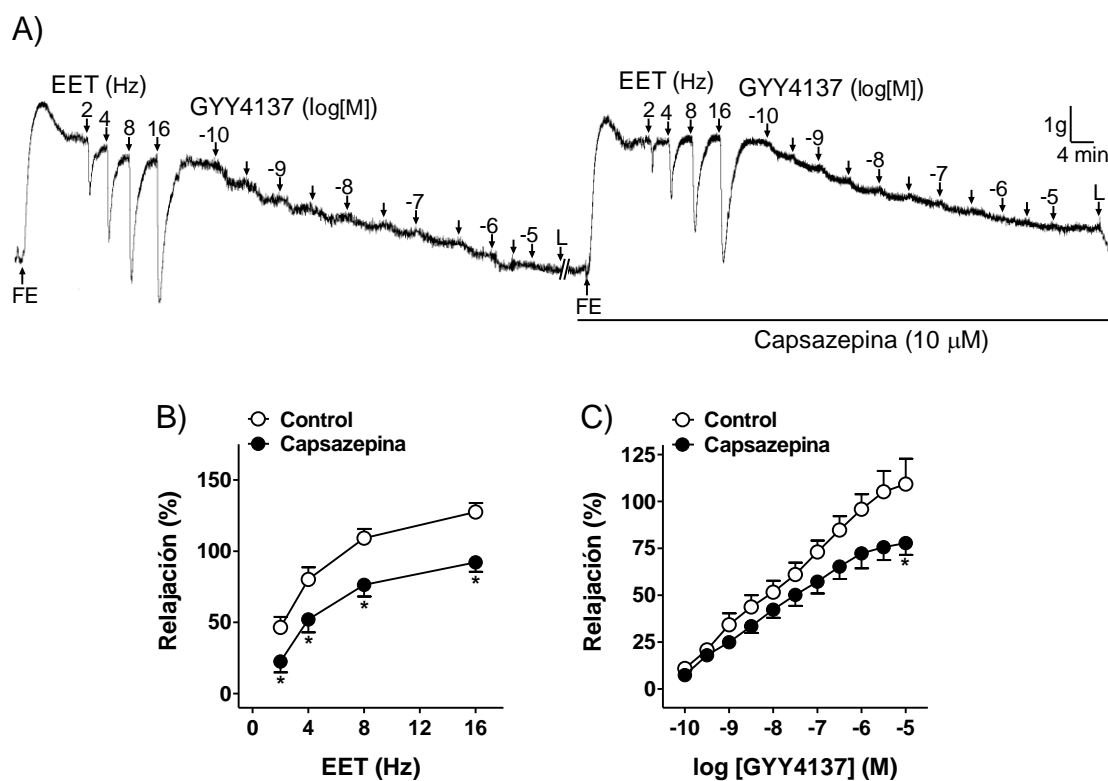 A)
EET (Hz)
2 4 8 16
GYY4137 (log[M])
-10 -9 -8 -7 -6 -5 L
FE
EET (Hz)
2 4 8 16
GYY4137 (log[M])
-10 -9 -8 -7 -6 -5 L
1g
4 min
FE
Capsazepina (10 μM)
B)
Control
Capsazepina
Relajación (%)
150
100
50
0
* * * *
0 4 8 12 16
EET (Hz)
C)
Control
Capsazepina
Relajación (%)
125
100
75
50
25
0
*
-10 -9 -8 -7 -6 -5
log [GYY4137] (M)